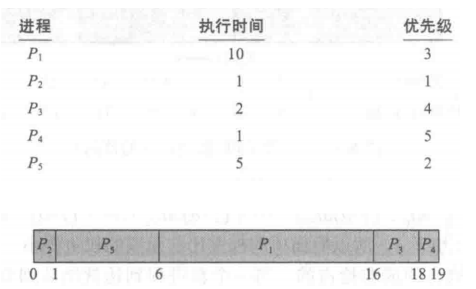 进程 执行时间 优先级
P₁ 10 3
P₂ 1 1
P₃ 2 4
P₄ 1 5
P₅ 5 2
P₂ P₅ P₁ P₃ P₄
0 1 6 16 18 19